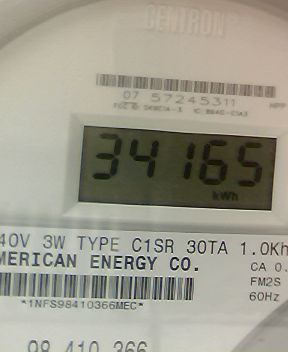 CENTRON
07 57245311
34165
kWh
40V 3W TYPE C1SR 30TA 1.0Kh
MERICAN ENERGY CO.
CA 0.
FM2S
60Hz
*1NFS98410366MEC*
98 410 366